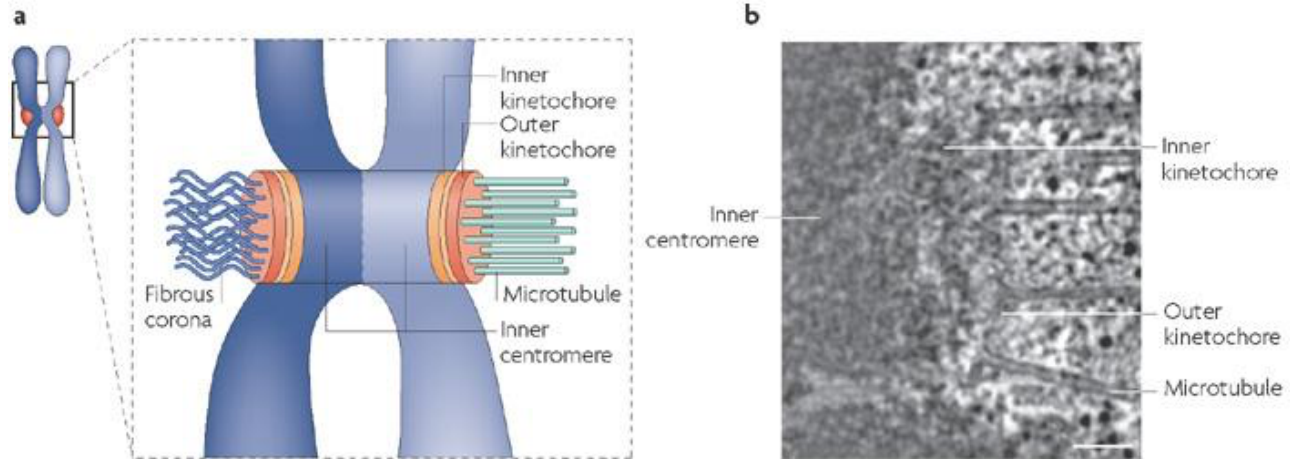 a
Inner
kinetochore
Outer
kinetochore
Fibrous
corona
Microtubule
Inner
centromere
b
Inner
kinetochore
Inner
centromere
Outer
kinetochore
Microtubule